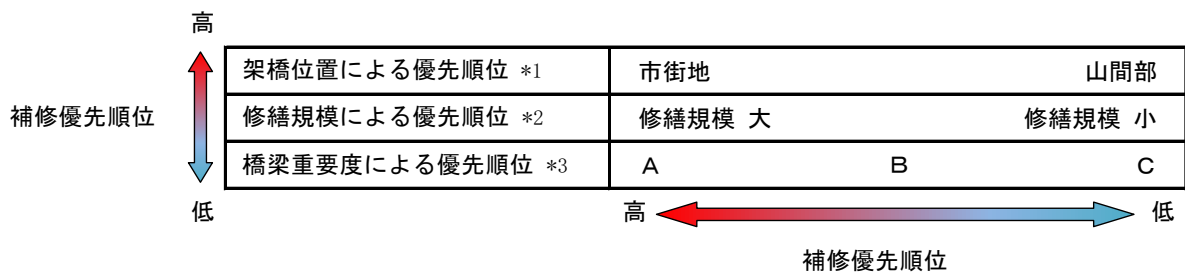 高
架橋位置による優先順位 *1 市街地 山間部
補修優先順位 修繕規模による優先順位 *2 修繕規模 大 修繕規模 小
橋梁重要度による優先順位 *3 A B C
低 高 低
補修優先順位